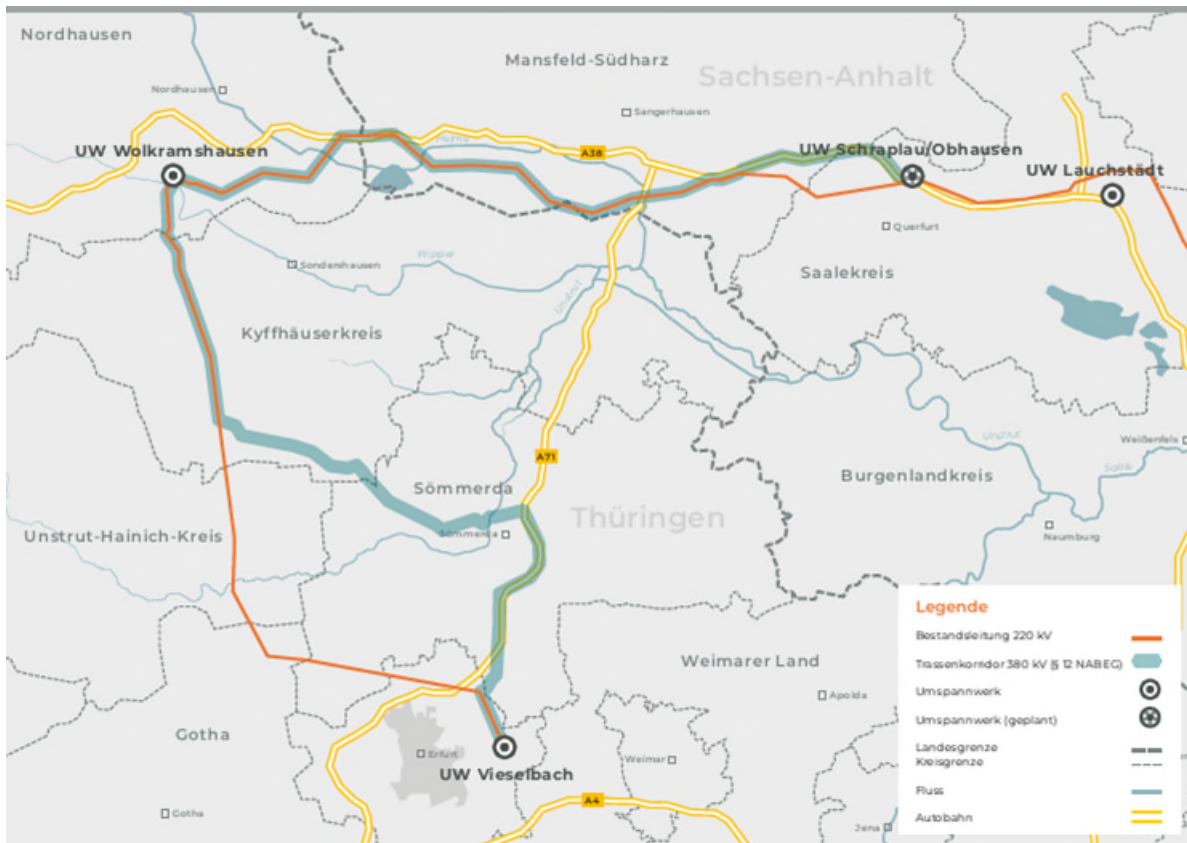 Nordhausen
Mansfeld-Südharz
Sachsen-Anhalt
Nordhausen
Sangerhausen
UW Wolkramshausen
Helme
A38
UW Schraplau/Obhausen
UW Lauchstädt
Querfurt
Sondershausen
Wipper
Saalekreis
Unstrut
Kyffhäuserkreis
Unstrut
Weißenfels
A71
Saale
Burgenlandkreis
Sömmerda
Thüringen
Unstrut-Hainich-Kreis
Sömmerda
Naumburg
Weimarer Land
Apolda
Gotha
Erfurt
Weimar
UW Vieselbach
A4
Gotha
Jena
Legende
Bestandsleitung 220 kV
Trassenkorridor 380 kV (§ 12 NABEG)
Umspannwerk
Umspannwerk (geplant)
Landesgrenze
Kreisgrenze
Fluss
Autobahn